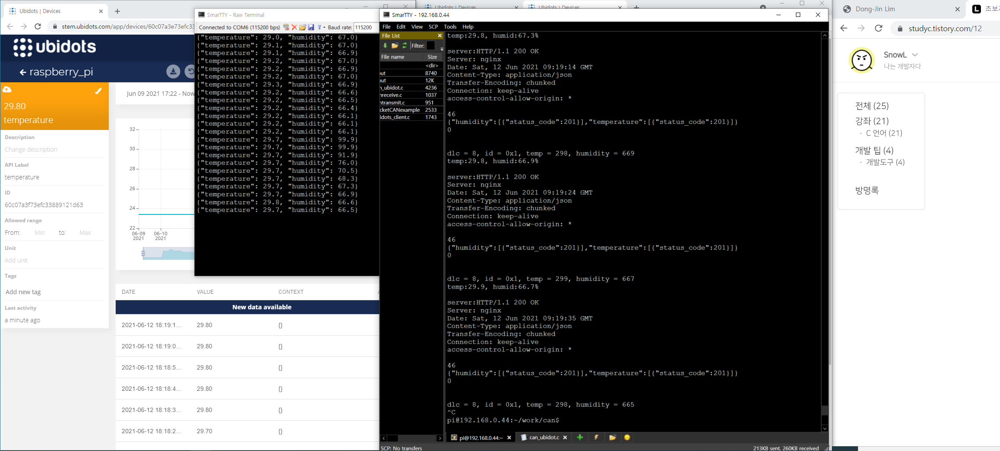 Ubidots | Devices
stem.ubidots.com/app/devices/60c07a3e73efc33
ubidots
raspberry_pi
29.80
temperature
Description
Change description
API Label
temperature
ID
60c07a3f73efc33889121d63
Allowed range
From: Min to: Max
Unit
Add unit
Tags
Add new tag
Last activity
a minute ago
Jun 09 2021 17:22 - Now
32
30
28
26
24
22
06-09 2021
06-10 2021
DATE VALUE CONTEXT
New data available
2021-06-12 18:19:1... 29.80 {}
2021-06-12 18:19:0... 29.80 {}
2021-06-12 18:18:5... 29.80 {}
2021-06-12 18:18:4... 29.80 {}
2021-06-12 18:18:3... 29.80 {}
2021-06-12 18:18:2... 29.70 {}
SmarTTY - Raw Terminal
Connected to COM6 (115200 bps) Baud rate: 115200
{"temperature": 29.0, "humidity": 67.0}
{"temperature": 29.1, "humidity": 67.0}
{"temperature": 29.1, "humidity": 66.9}
{"temperature": 29.2, "humidity": 67.0}
{"temperature": 29.2, "humidity": 66.9}
{"temperature": 29.2, "humidity": 67.0}
{"temperature": 29.3, "humidity": 66.9}
{"temperature": 29.2, "humidity": 66.6}
{"temperature": 29.2, "humidity": 66.5}
{"temperature": 29.2, "humidity": 66.4}
{"temperature": 29.2, "humidity": 66.1}
{"temperature": 29.2, "humidity": 66.1}
{"temperature": 29.2, "humidity": 66.1}
{"temperature": 29.7, "humidity": 99.9}
{"temperature": 29.7, "humidity": 99.9}
{"temperature": 29.7, "humidity": 91.9}
{"temperature": 29.7, "humidity": 76.0}
{"temperature": 29.7, "humidity": 70.5}
{"temperature": 29.7, "humidity": 68.3}
{"temperature": 29.7, "humidity": 67.3}
{"temperature": 29.7, "humidity": 66.9}
{"temperature": 29.8, "humidity": 66.6}
{"temperature": 29.7, "humidity": 66.5}
Ubidots | Devices
Ubidots | Devices
SmarTTY - 192.168.0.44
File Edit View SCP Tools Help
File List
Filter:
File name Size
<dir>
out 8740
out 12K
n_ubidot.c 4236
nreceive.c 1037
ntransmit.c 951
cketCANexample 2533
idots_client.c 1743
temp:29.8, humid:67.3%
server:HTTP/1.1 200 OK
Server: nginx
Date: Sat, 12 Jun 2021 09:19:14 GMT
Content-Type: application/json
Transfer-Encoding: chunked
Connection: keep-alive
access-control-allow-origin: *
46
{"humidity":[{"status_code":201}],"temperature":[{"status_code":201}]}
0
dlc = 8, id = 0x1, temp = 298, humidity = 669
temp:29.8, humid:66.9%
server:HTTP/1.1 200 OK
Server: nginx
Date: Sat, 12 Jun 2021 09:19:24 GMT
Content-Type: application/json
Transfer-Encoding: chunked
Connection: keep-alive
access-control-allow-origin: *
46
{"humidity":[{"status_code":201}],"temperature":[{"status_code":201}]}
0
dlc = 8, id = 0x1, temp = 299, humidity = 667
temp:29.9, humid:66.7%
server:HTTP/1.1 200 OK
Server: nginx
Date: Sat, 12 Jun 2021 09:19:35 GMT
Content-Type: application/json
Transfer-Encoding: chunked
Connection: keep-alive
access-control-allow-origin: *
46
{"humidity":[{"status_code":201}],"temperature":[{"status_code":201}]}
0
dlc = 8, id = 0x1, temp = 298, humidity = 665
^C
pi@192.168.0.44:~/work/can$
pi@192.168.0.44:~ can_ubidot.c
SCP: No transfers 213KB sent, 260KB received
Dong-Jin Lim
L 초보
studyc.tistory.com/12
SnowL
나는 개발자다
전체 (25)
강좌 (21)
· C 언어 (21)
개발 팁 (4)
· 개발도구 (4)
방명록